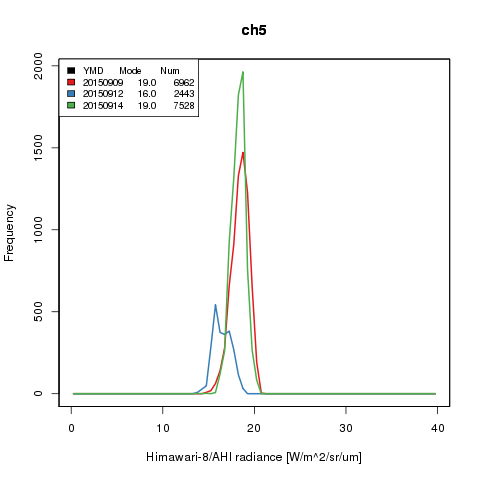 ch5
YMD Mode Num
20150909 19.0 6962
20150912 16.0 2443
20150914 19.0 7528
Frequency
2000
1500
1000
500
0
0 10 20 30 40
Himawari-8/AHI radiance [W/m^2/sr/um]